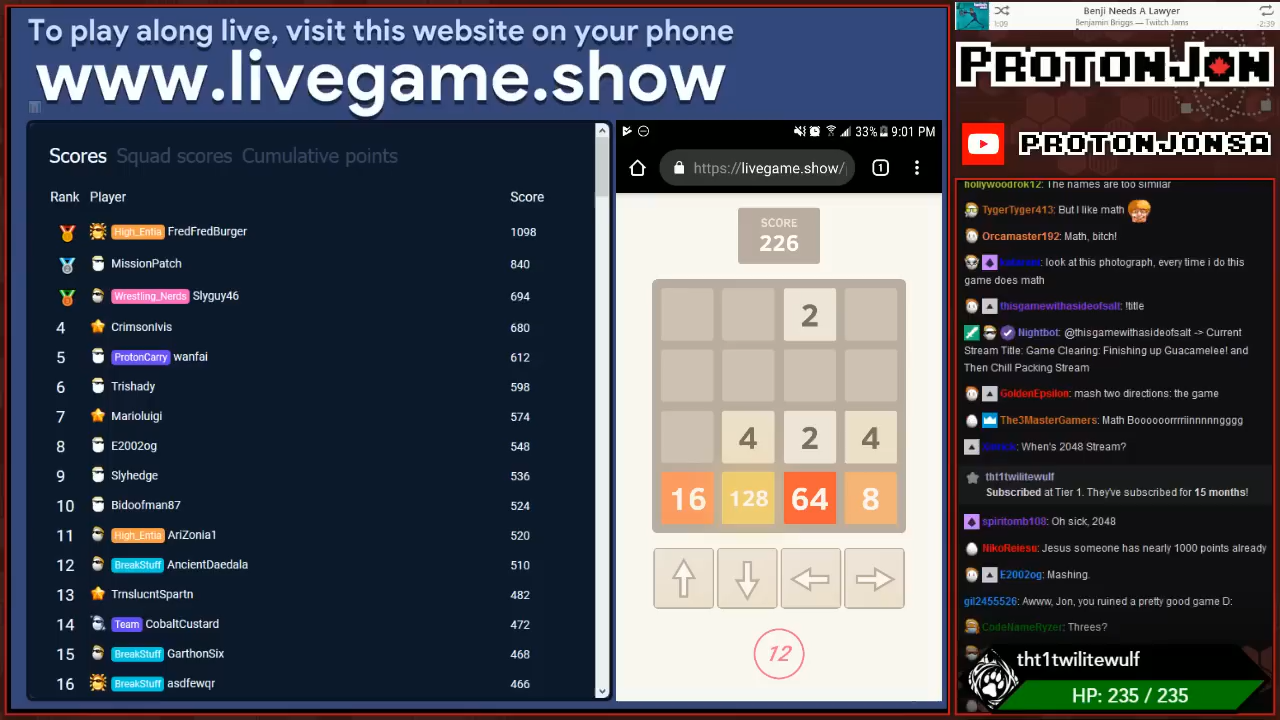 To play along live, visit this website on your phone
www.livegame.show
Scores Squad scores Cumulative points
Rank Player Score
High_Entia FredFredBurger 1098
MissionPatch 840
Wrestling_Nerds Slyguy46 694
4 CrimsonIvis 680
5 ProtonCarry wanfai 612
6 Trishady 598
7 Marioluigi 574
8 E2002og 548
9 Slyhedge 536
10 Bidoofman87 524
11 High_Entia AriZonia1 520
12 BreakStuff AncientDaedala 510
13 TrnslucntSpartn 482
14 Team CobaltCustard 472
15 BreakStuff GarthonSix 468
16 BreakStuff asdfewqr 466
33% 9:01 PM
https://livegame.show/
1
SCORE
226
2
4 2 4
16 128 64 8
12
Benji Needs A Lawyer
Benjamin Briggs — Twitch Jams
1:09
-2:39
PROTONJON
PROTONJONSA
hollywoodrok12: The names are too similar
TygerTyger413: But I like math
Orcamaster192: Math, bitch!
look at this photograph, every time i do this
game does math
thisgamewithasideofsalt: !title
Nightbot: @thisgamewithasideofsalt -> Current
Stream Title: Game Clearing: Finishing up Guacamelee! and
Then Chill Packing Stream
GoldenEpsilon: mash two directions: the game
The3MasterGamers: Math Boooooorrriinnnnngggg
When's 2048 Stream?
tht1twilitewulf
Subscribed at Tier 1. They've subscribed for 15 months!
spiritomb108: Oh sick, 2048
NikoReiesu: Jesus someone has nearly 1000 points already
E2002og: Mashing.
gil2455526: Awww, Jon, you ruined a pretty good game D:
CodeNameRyzer: Threes?
tht1twilitewulf
HP: 235 / 235